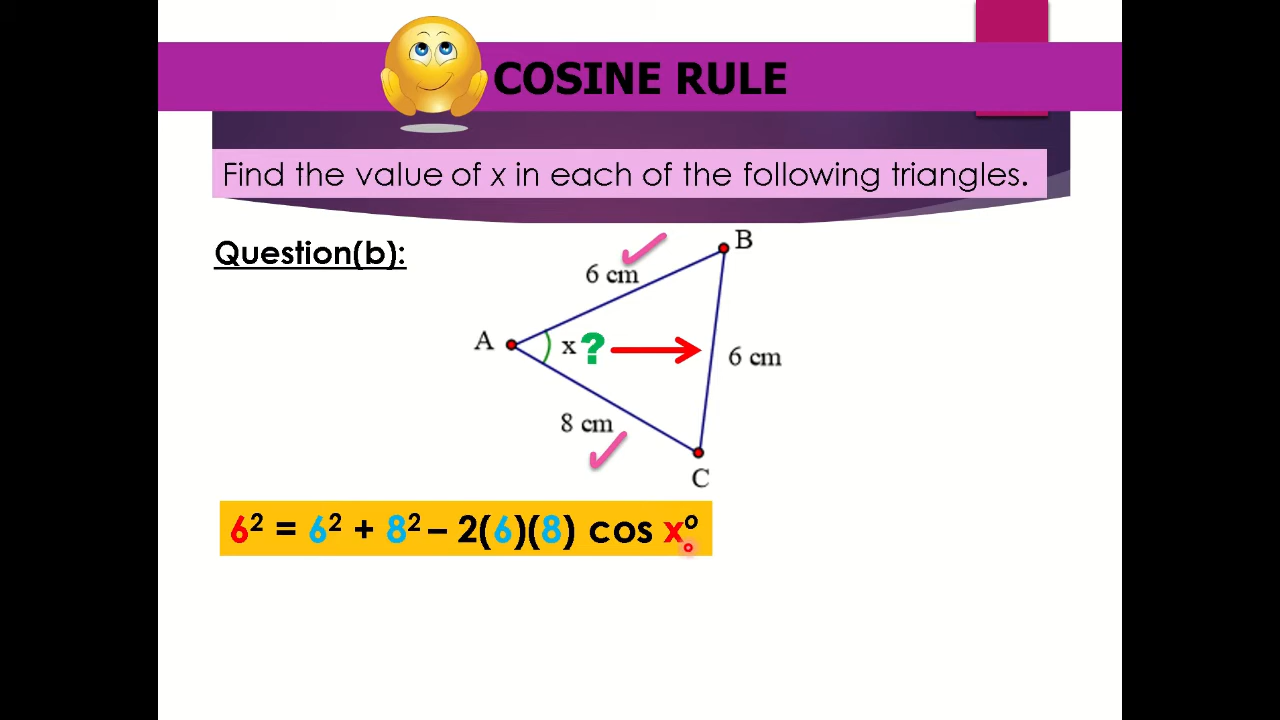 COSINE RULE
Find the value of x in each of the following triangles.
Question(b):
B
6 cm
A
x ?
6 cm
8 cm
C
6² = 6² + 8² – 2(6)(8) cos xº